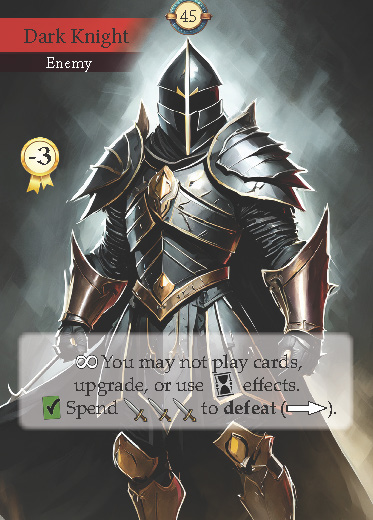 45
Dark Knight
Enemy
-3
∞ You may not play cards,
upgrade, or use effects.
Spend to defeat ( ).